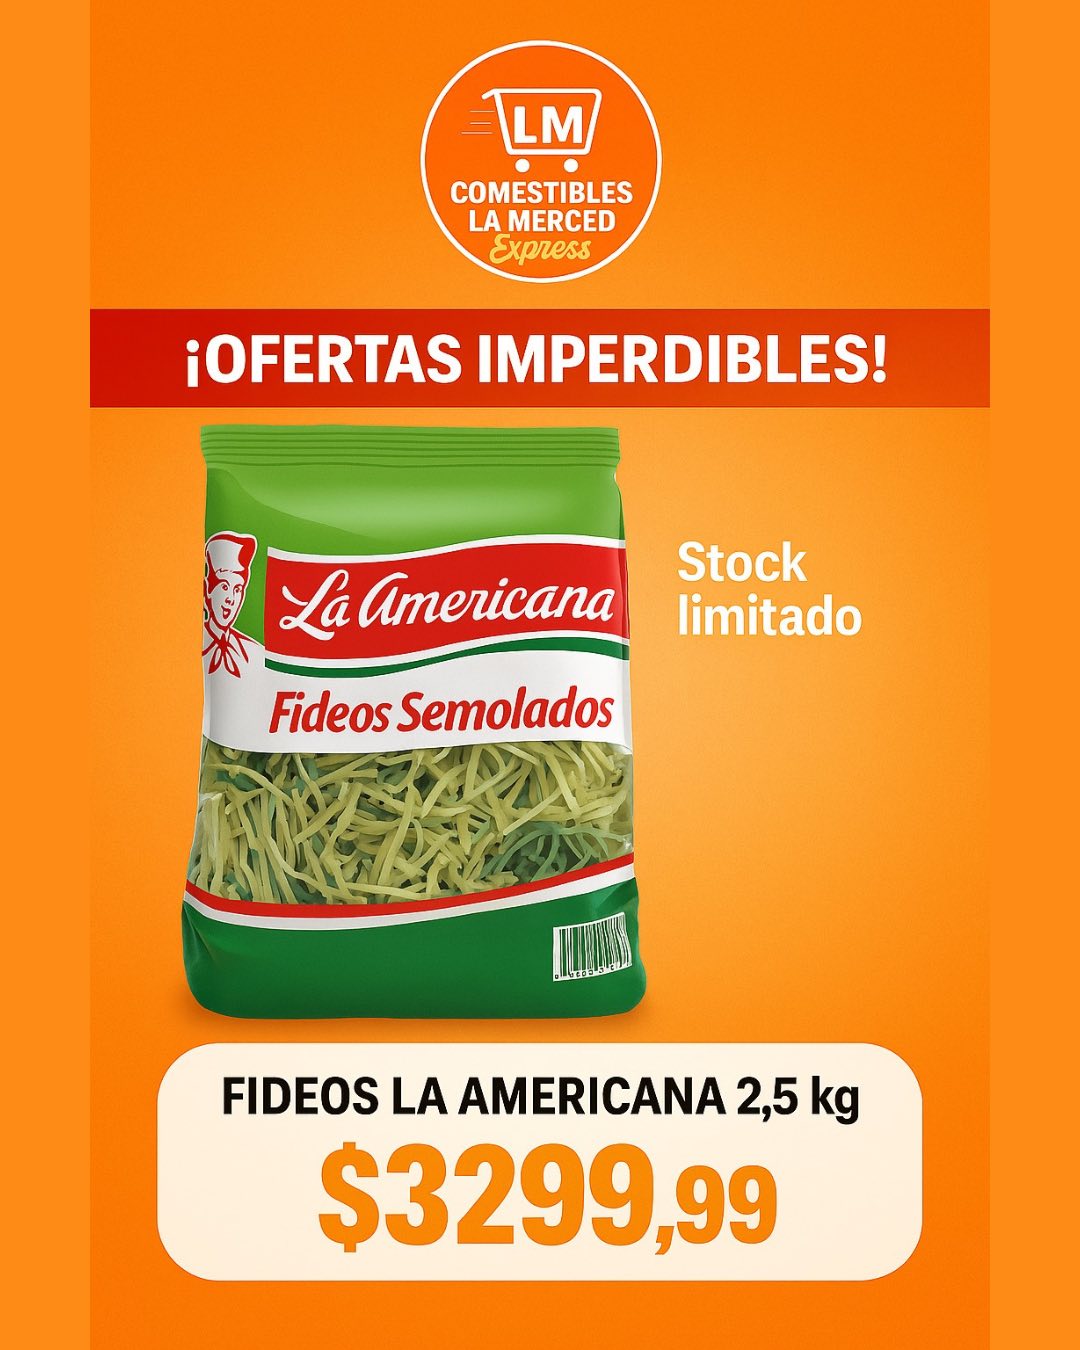 LM
COMESTIBLES
LA MERCED
Express
¡OFERTAS IMPERDIBLES!
La Americana
Fideos Semolados
Stock
limitado
FIDEOS LA AMERICANA 2,5 kg
$3299,99